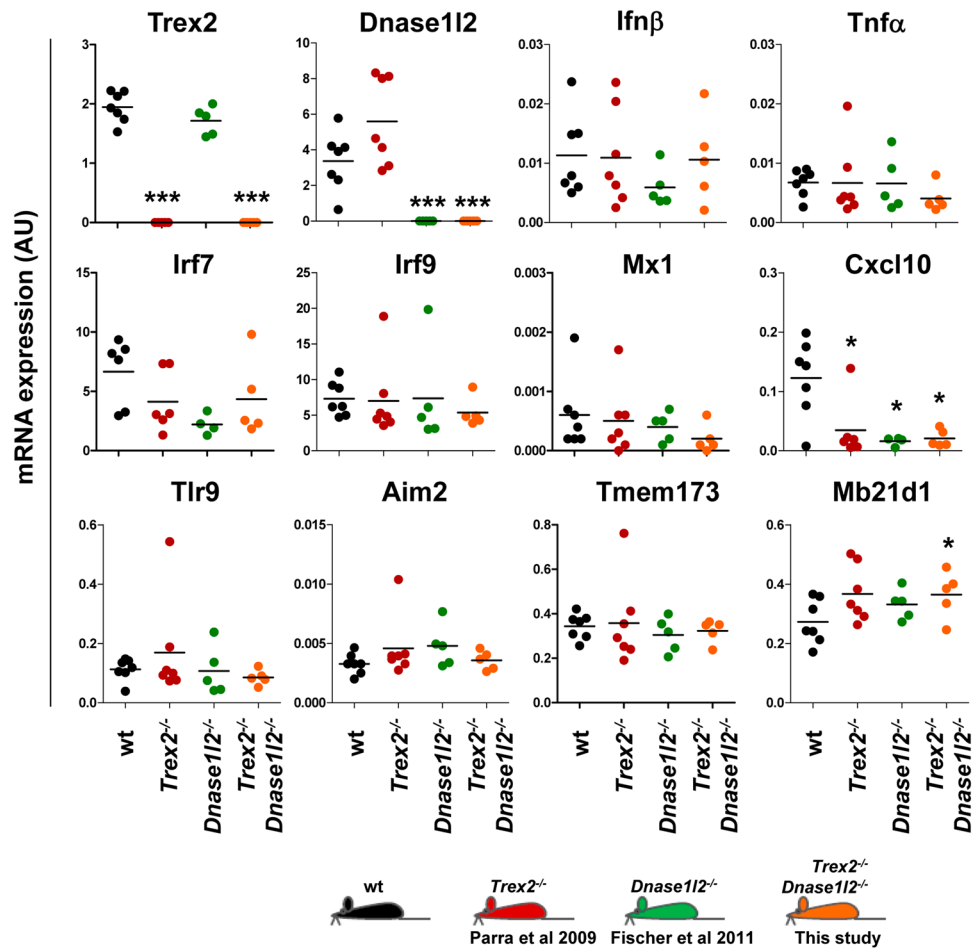 Trex2 Dnase1l2 Ifnβ Tnfα
mRNA expression (AU)
3
2
1
0
*** ***
10
8
6
4
2
0
*** ***
0.03
0.02
0.01
0.00
0.03
0.02
0.01
0.00
Irf7 Irf9 Mx1 Cxcl10
15
10
5
0
25
20
15
10
5
0
0.003
0.002
0.001
0.000
0.3
0.2
0.1
0.0
* * *
Tlr9 Aim2 Tmem173 Mb21d1
0.6
0.4
0.2
0.0
0.015
0.010
0.005
0.000
0.8
0.6
0.4
0.2
0.0
0.6
0.4
0.2
0.0
*
wt
Trex2-/-
Dnase1l2-/-
Trex2-/-
Dnase1l2-/-
wt
Trex2-/-
Dnase1l2-/-
Trex2-/-
Dnase1l2-/-
wt
Trex2-/-
Dnase1l2-/-
Trex2-/-
Dnase1l2-/-
wt
Trex2-/-
Dnase1l2-/-
Trex2-/-
Dnase1l2-/-
wt
Trex2-/-
Parra et al 2009
Dnase1l2-/-
Fischer et al 2011
Trex2-/-
Dnase1l2-/-
This study